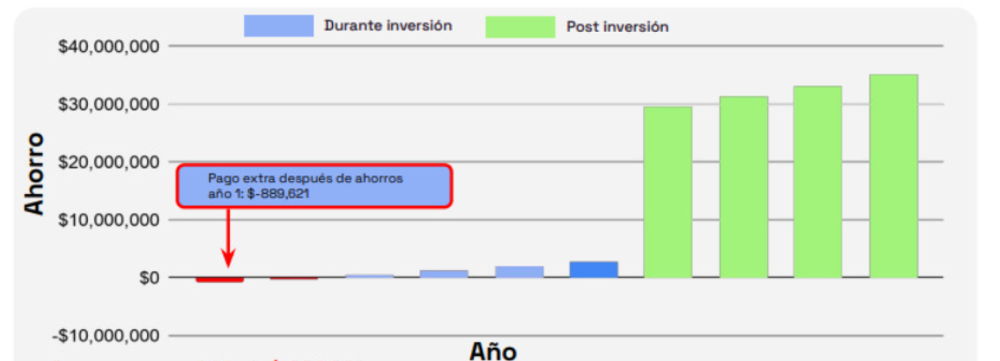 Durante inversión
Post inversión
$40,000,000
$30,000,000
$20,000,000
$10,000,000
$0
-$10,000,000
Ahorro
Pago extra después de ahorros
año 1: $-889,621
Año